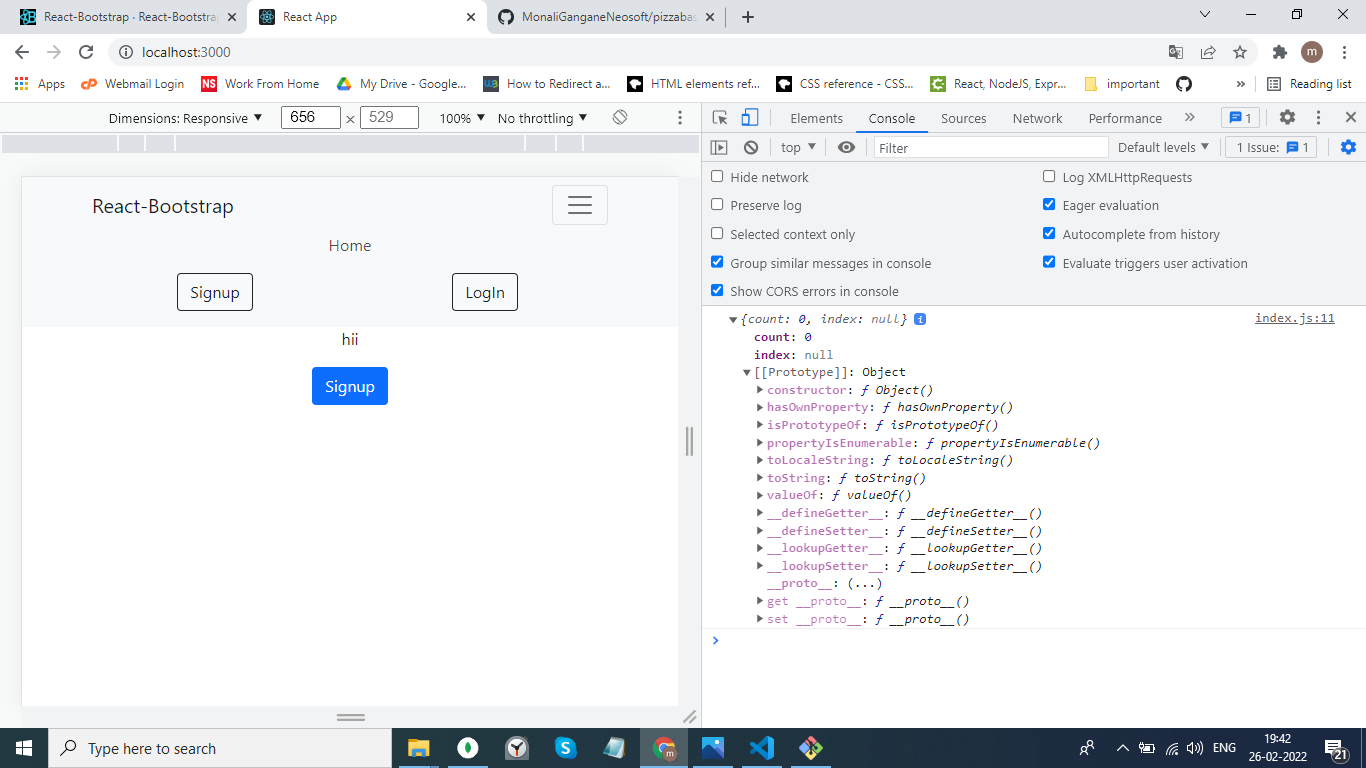 React-Bootstrap · React-Bootstra
React App
MonaliGanganeNeosoft/pizzabas
localhost:3000
m
Apps
Webmail Login
NS Work From Home
My Drive - Google...
How to Redirect a...
HTML elements ref...
CSS reference - CSS...
React, NodeJS, Expr...
important
»
Reading list
Dimensions: Responsive
656 × 529
100%
No throttling
Elements
Console
Sources
Network
Performance
»
1
top
Filter
Default levels
1 Issue: 1
Hide network
Log XMLHttpRequests
Preserve log
Eager evaluation
Selected context only
Autocomplete from history
Group similar messages in console
Evaluate triggers user activation
Show CORS errors in console
React-Bootstrap
Home
Signup
LogIn
hii
Signup
{count: 0, index: null} i
index.js:11
count: 0
index: null
[[Prototype]]: Object
constructor: ƒ Object()
hasOwnProperty: ƒ hasOwnProperty()
isPrototypeOf: ƒ isPrototypeOf()
propertyIsEnumerable: ƒ propertyIsEnumerable()
toLocaleString: ƒ toLocaleString()
toString: ƒ toString()
valueOf: ƒ valueOf()
__defineGetter__: ƒ __defineGetter__()
__defineSetter__: ƒ __defineSetter__()
__lookupGetter__: ƒ __lookupGetter__()
__lookupSetter__: ƒ __lookupSetter__()
__proto__: (...)
get __proto__: ƒ __proto__()
set __proto__: ƒ __proto__()
Type here to search
m
ENG
19:42
26-02-2022
21